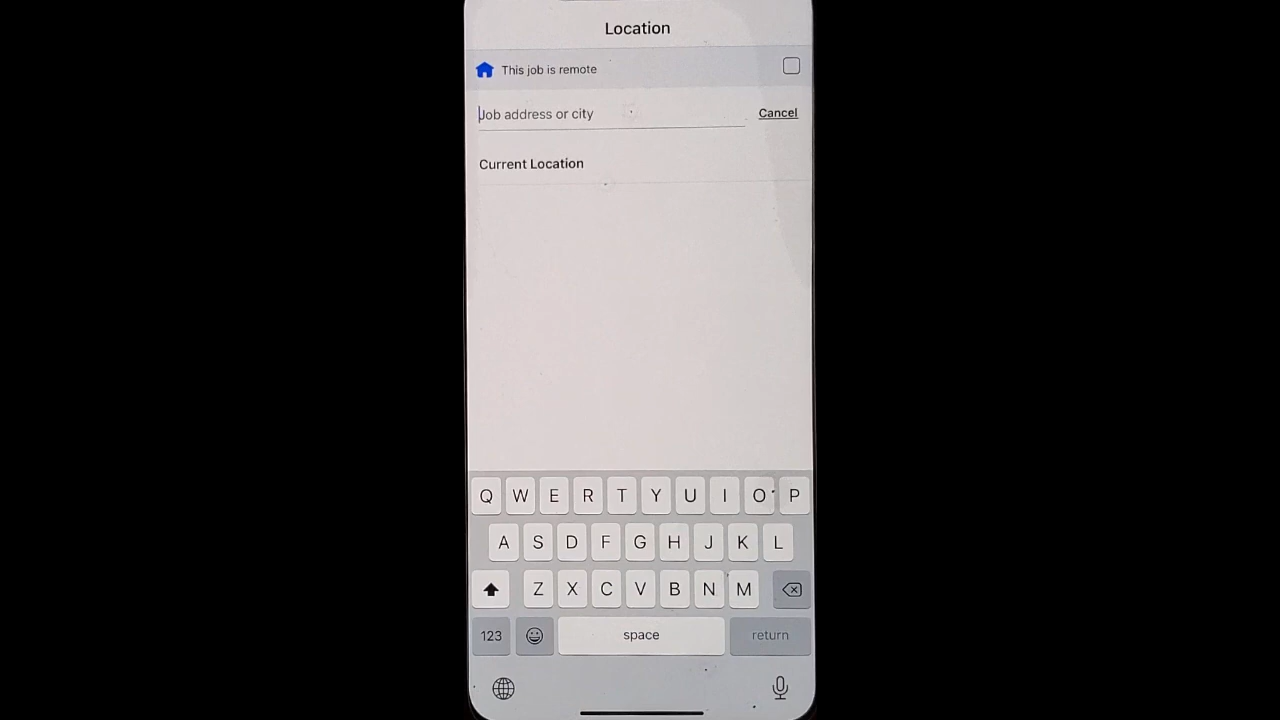 Location
This job is remote
Job address or city
Cancel
Current Location
Q W E R T Y U I O P
A S D F G H J K L
Z X C V B N M
123
space
return